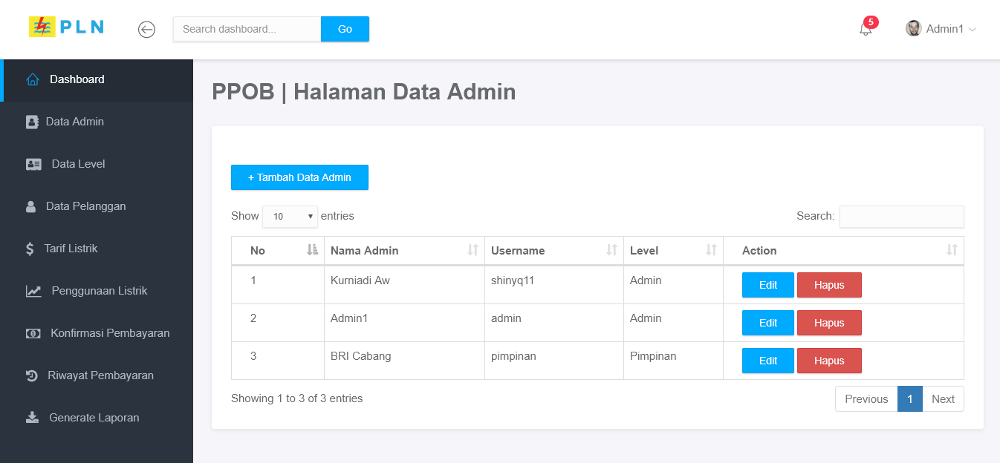 PLN
Search dashboard...
Go
5
Admin1
Dashboard
Data Admin
Data Level
Data Pelanggan
Tarif Listrik
Penggunaan Listrik
Konfirmasi Pembayaran
Riwayat Pembayaran
Generate Laporan
PPOB | Halaman Data Admin
+ Tambah Data Admin
Show 10 entries Search:
No Nama Admin Username Level Action
1 Kurniadi Aw shinyq11 Admin Edit Hapus
2 Admin1 admin Admin Edit Hapus
3 BRI Cabang pimpinan Pimpinan Edit Hapus
Showing 1 to 3 of 3 entries Previous 1 Next